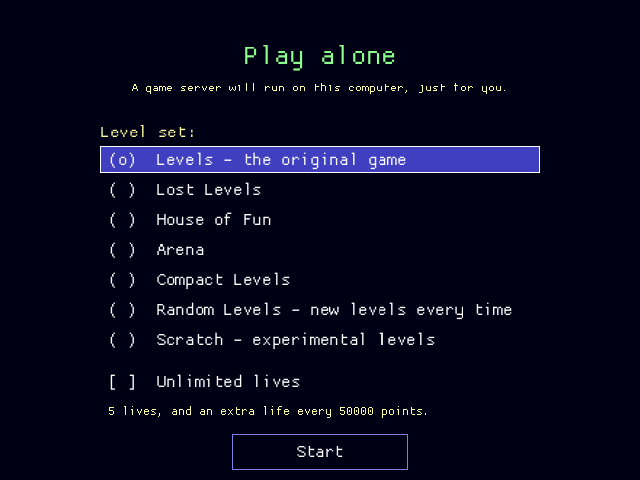 Play alone
A game server will run on this computer, just for you.
Level set:
(o) Levels - the original game
( ) Lost Levels
( ) House of Fun
( ) Arena
( ) Compact Levels
( ) Random Levels - new levels every time
( ) Scratch - experimental levels
[ ] Unlimited lives
5 lives, and an extra life every 50000 points.
Start